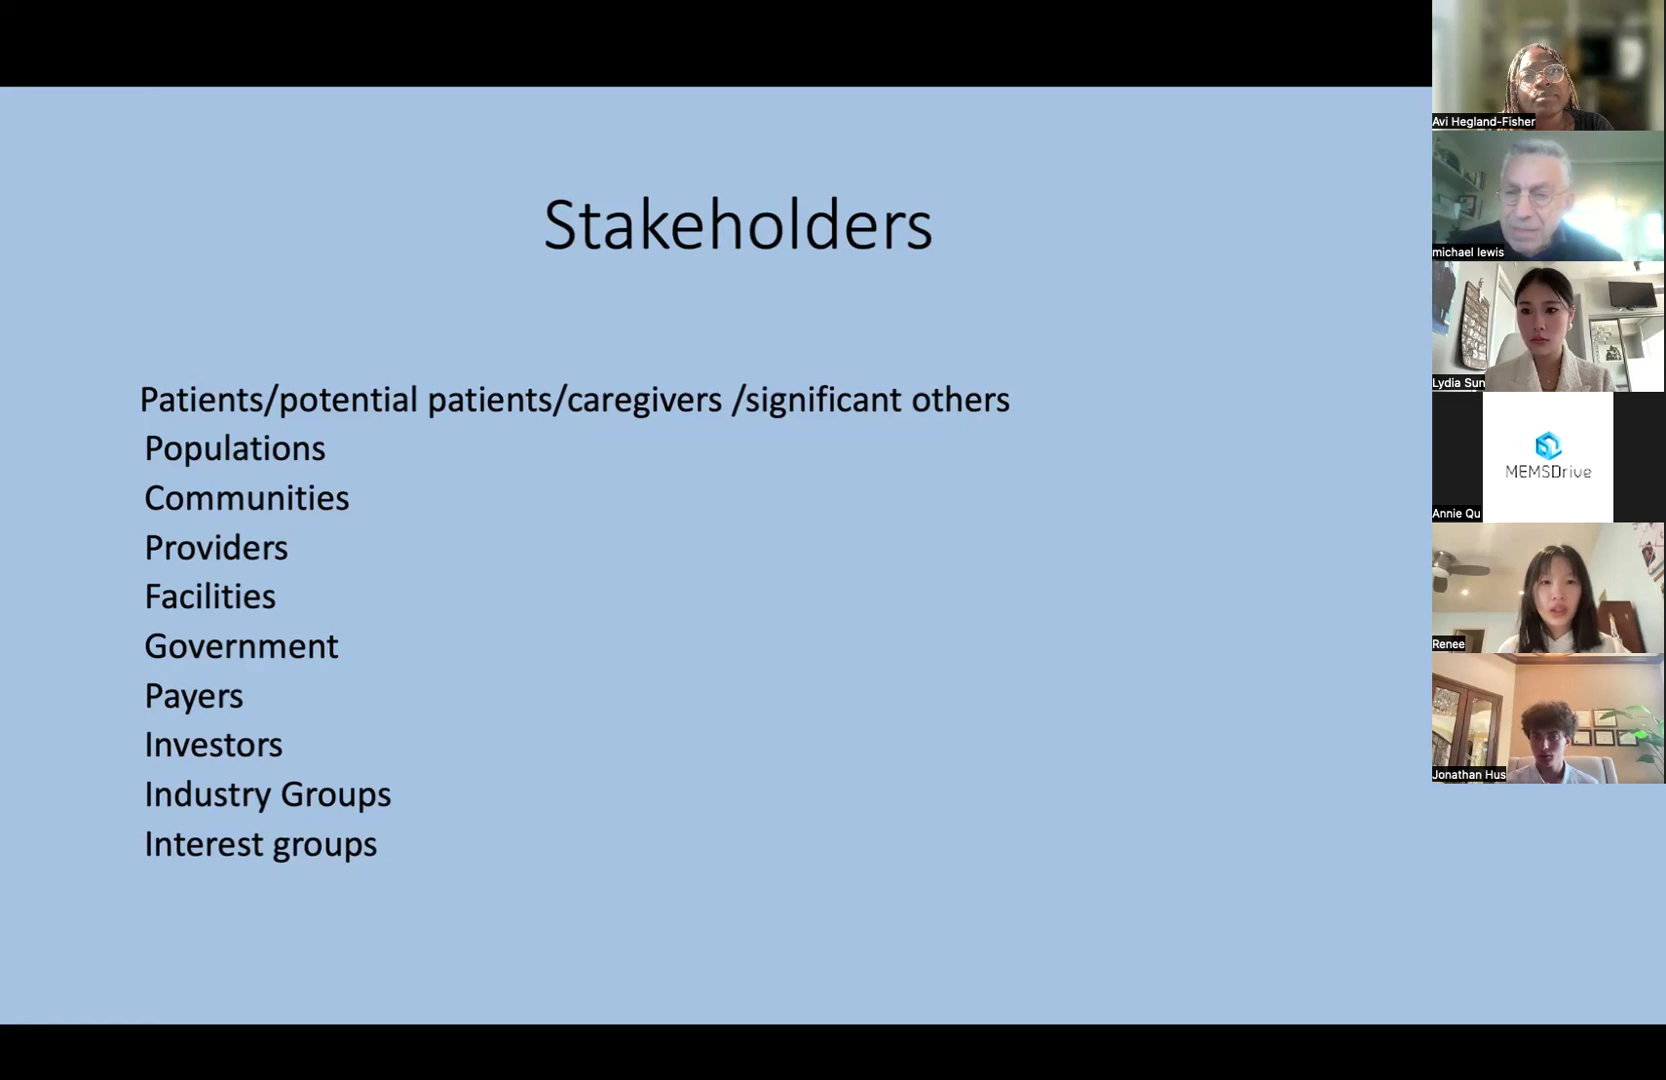 Stakeholders
Patients/potential patients/caregivers /significant others
Populations
Communities
Providers
Facilities
Government
Payers
Investors
Industry Groups
Interest groups
Avi Hegland-Fisher
michael lewis
Lydia Sun
MEMSDrive
Annie Qu
Renee
Jonathan Hus